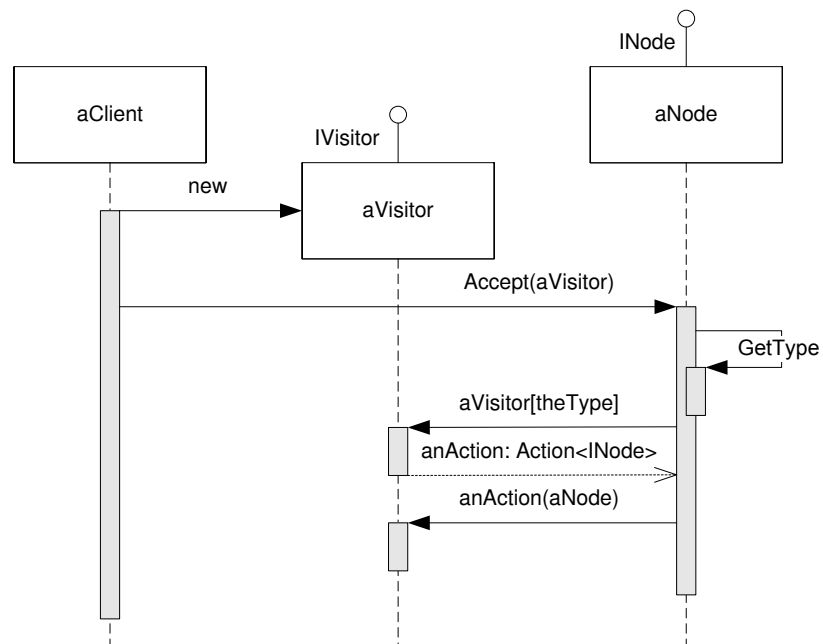 INode
aClient
aNode
IVisitor
new
aVisitor
Accept(aVisitor)
GetType
aVisitor[theType]
anAction: Action<INode>
anAction(aNode)